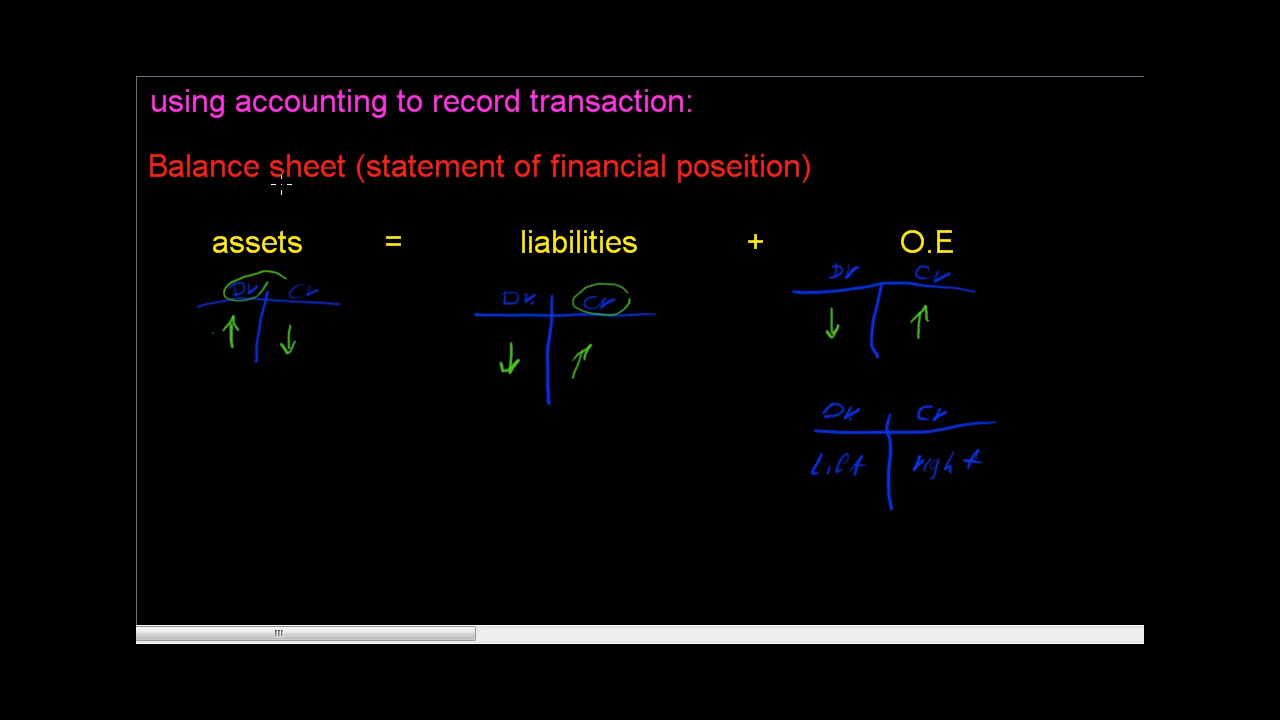 using accounting to record transaction:
Balance sheet (statement of financial poseition)
assets = liabilities + O.E
Dr Cr Dr. Cr Dr Cr
Dr. Cr.
Left right